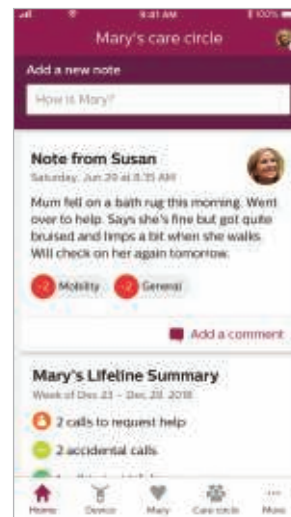 9:41 AM 100%
Mary's care circle
Add a new note
How is Mary?
Note from Susan
Saturday, Jun 29 at 8:35 AM
Mum fell on a bath rug this morning. Went
over to help. Says she's fine but got quite
bruised and limps a bit when she walks.
Will check on her again tomorrow.
-2 Mobility -2 General
Add a comment
Mary's Lifeline Summary
Week of Dec 23 – Dec 29, 2018
2 calls to request help
2 accidental calls
Home Device Mary Care circle More